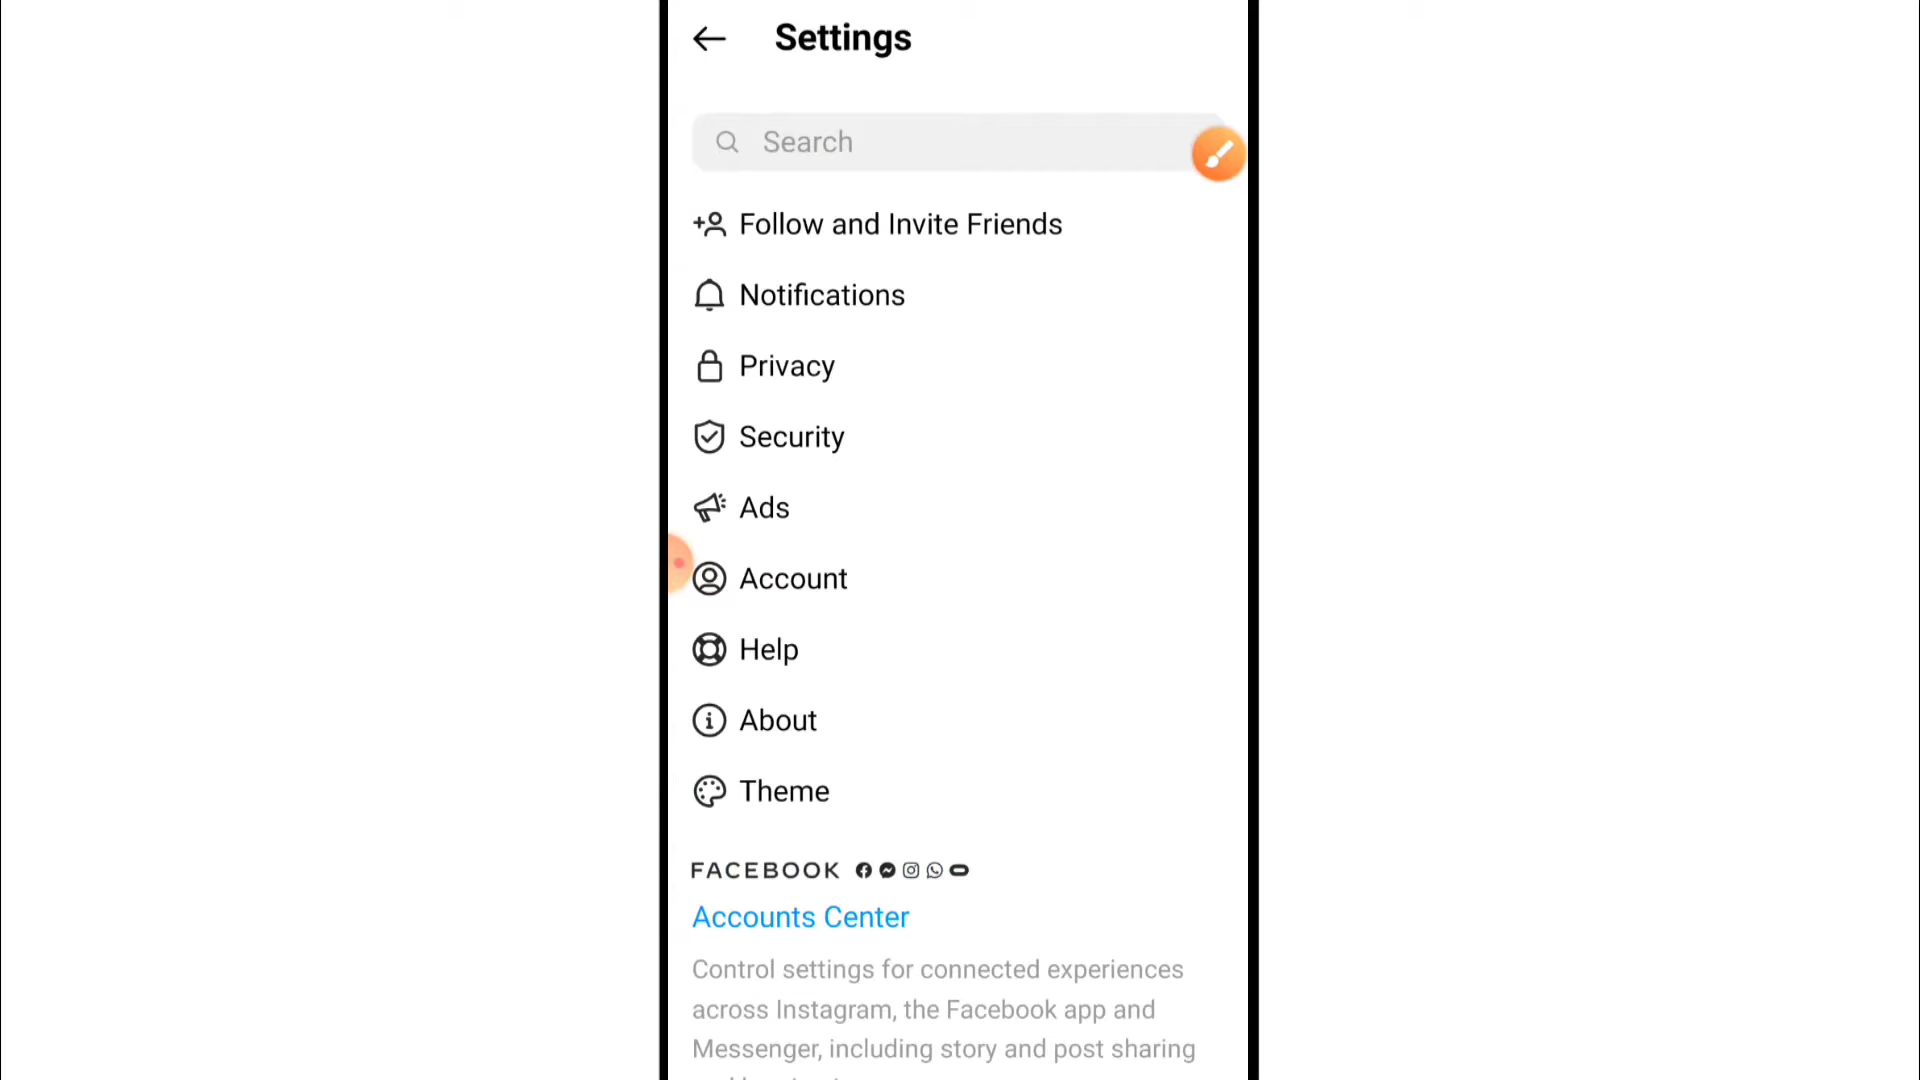 Settings
Search
Follow and Invite Friends
Notifications
Privacy
Security
Ads
Account
Help
About
Theme
FACEBOOK
Accounts Center
Control settings for connected experiences
across Instagram, the Facebook app and
Messenger, including story and post sharing